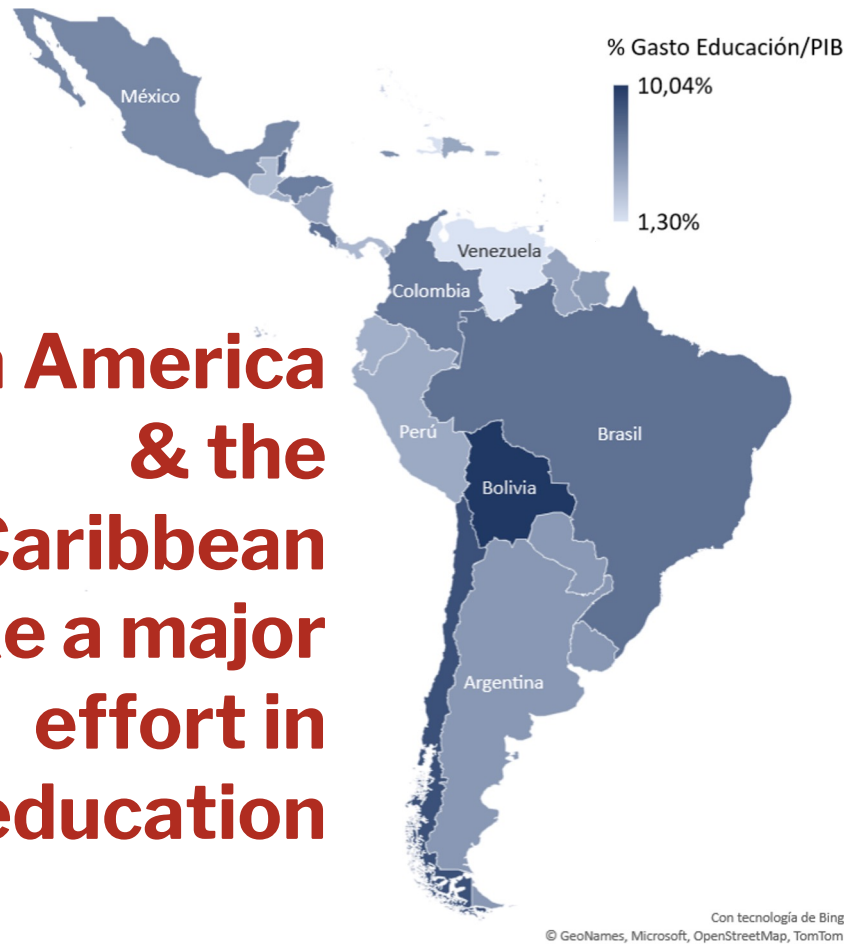 % Gasto Educación/PIB
10,04%
1,30%
México
Venezuela
Colombia
Perú
Brasil
Bolivia
Argentina
America
& the
Caribbean
e a major
effort in
education
Con tecnología de Bing
© GeoNames, Microsoft, OpenStreetMap, TomTom